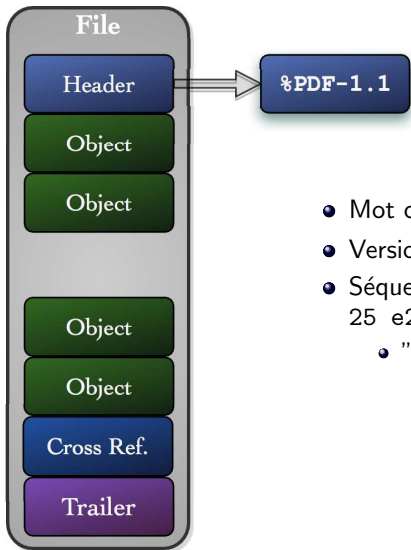 File
Header
%PDF-1.1
Object
Object
Mot
Versio
Séque
25 e2
"
Object
Object
Cross Ref.
Trailer